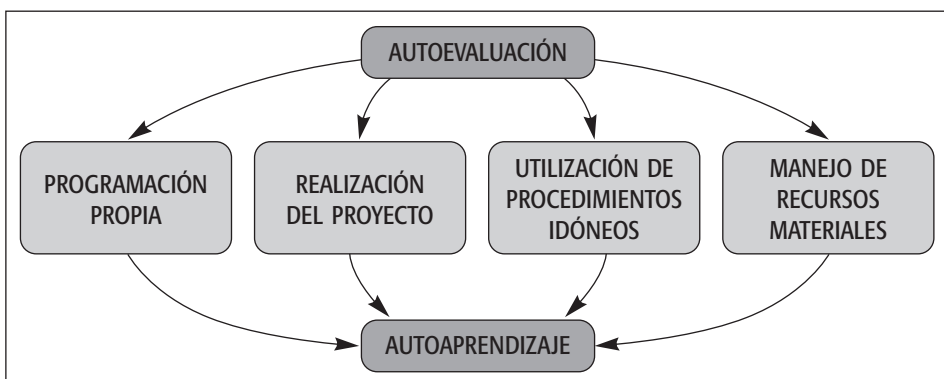 AUTOEVALUACIÓN
PROGRAMACIÓN
PROPIA
REALIZACIÓN
DEL PROYECTO
UTILIZACIÓN DE
PROCEDIMIENTOS
IDÓNEOS
MANEJO DE
RECURSOS
MATERIALES
AUTOAPRENDIZAJE